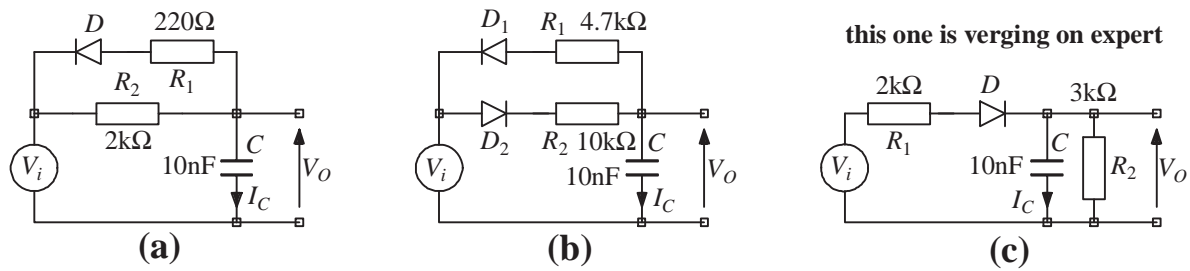 D
220Ω
R1
R2
2kΩ
Vi
C
10nF
IC
VO
(a)
D1
R1 4.7kΩ
D2
R2 10kΩ
Vi
C
10nF
IC
VO
(b)
this one is verging on expert
2kΩ
D
3kΩ
R1
Vi
C
10nF
R2
IC
VO
(c)